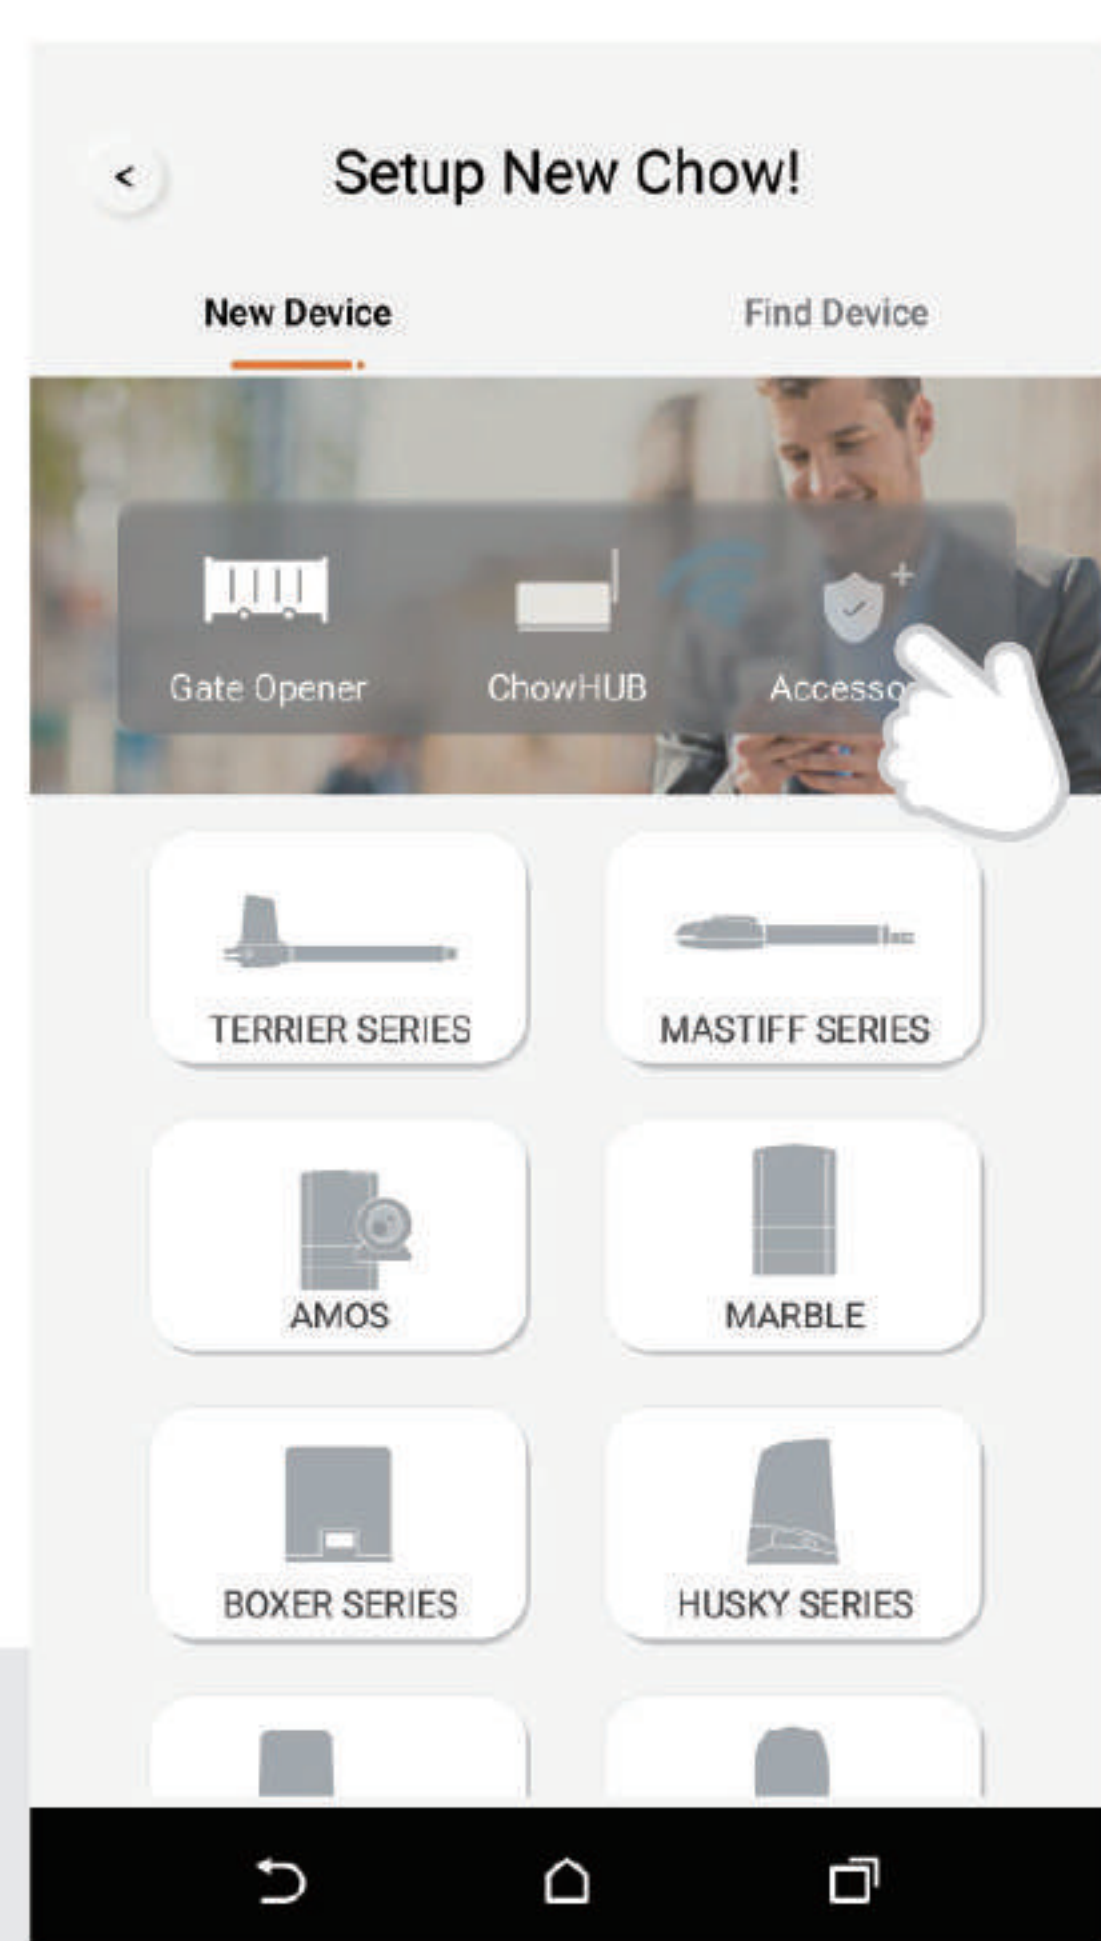 <
Setup New Chow!
New Device
Find Device
Gate Opener
ChowHUB
Accesso
TERRIER SERIES
MASTIFF SERIES
AMOS
MARBLE
BOXER SERIES
HUSKY SERIES